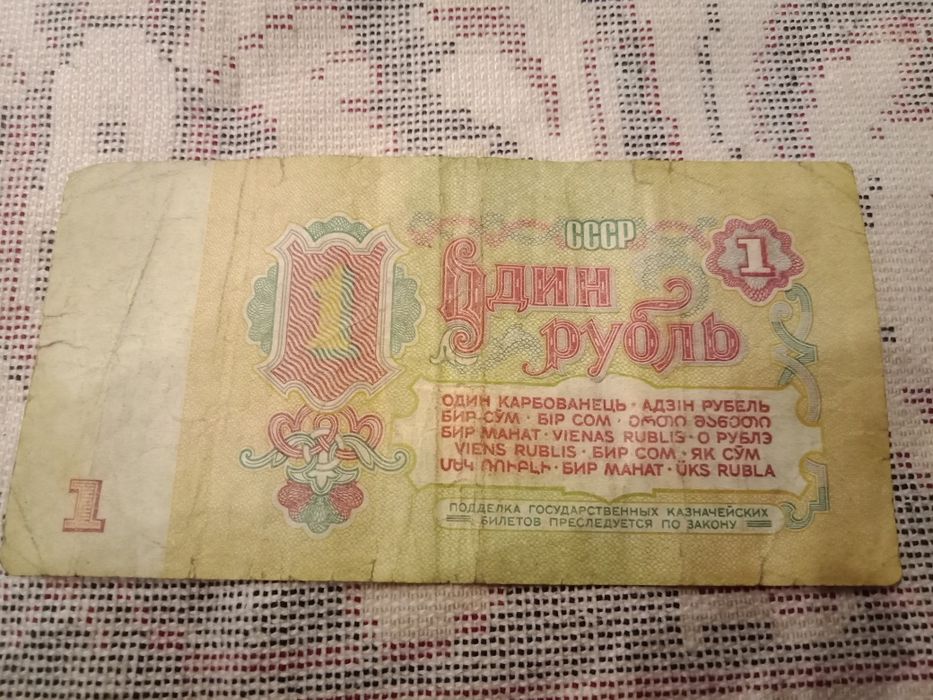 СССР
1
1
Один
рубль
ОДИН КАРБОВАНЕЦЬ · АДЗІН РУБЕЛЬ
БИР СЎМ · БІР СОМ · ᲔᲠᲗᲘ ᲛᲐᲜᲔᲗᲘ
БИР МАНАТ · VIENAS RUBLIS · О РУБЛЭ
VIENS RUBLIS · БИР СОМ · ЯК СӮМ
ՄԵԿ ՌՈՒԲԼԻ · БИР МАНАТ · ÜKS RUBLA
1
ПОДДЕЛКА ГОСУДАРСТВЕННЫХ КАЗНАЧЕЙСКИХ
БИЛЕТОВ ПРЕСЛЕДУЕТСЯ ПО ЗАКОНУ